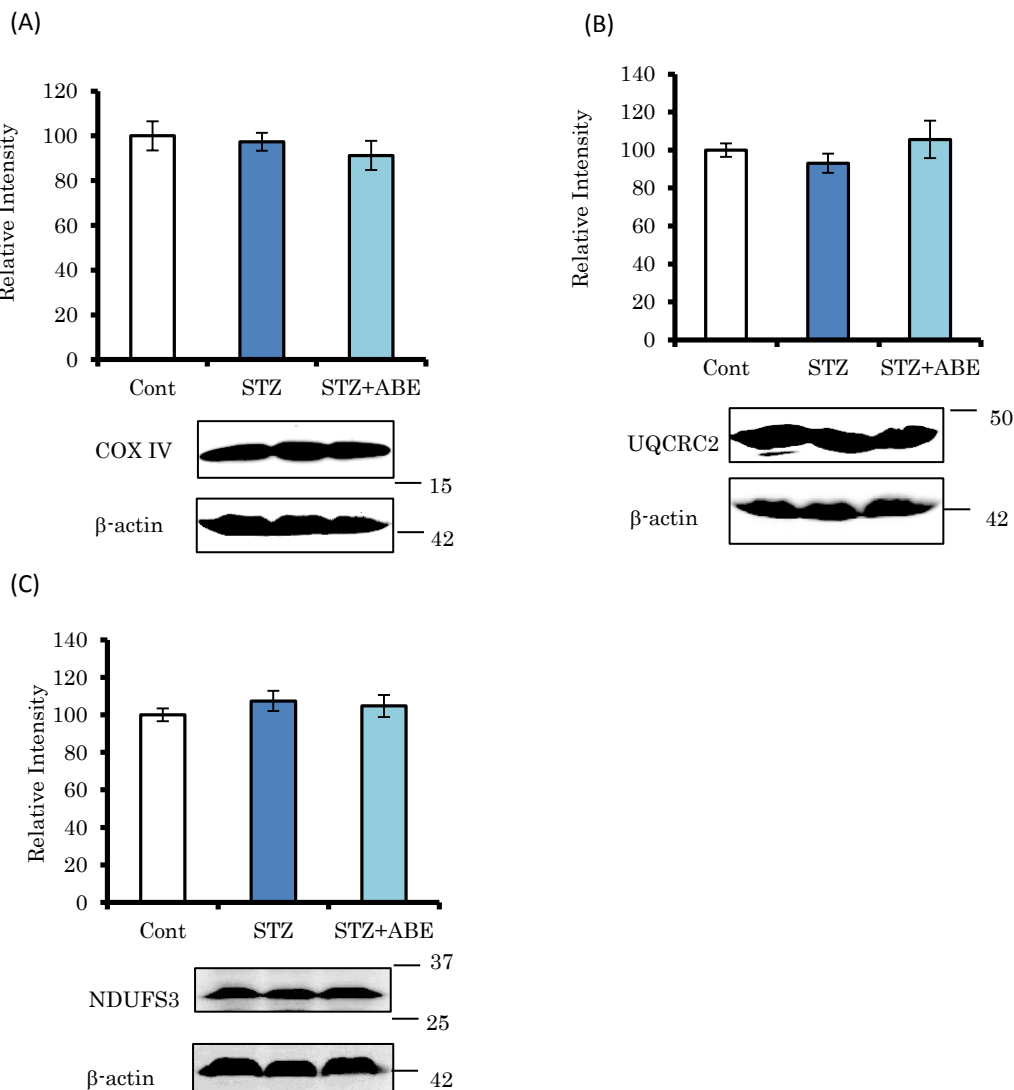 (A)
Relative Intensity
120
100
80
60
40
20
0
Cont STZ STZ+ABE
COX IV
15
β-actin
42
(B)
Relative Intensity
140
120
100
80
60
40
20
0
Cont STZ STZ+ABE
50
UQCRC2
β-actin
42
(C)
Relative Intensity
140
120
100
80
60
40
20
0
Cont STZ STZ+ABE
37
NDUFS3
25
β-actin
42